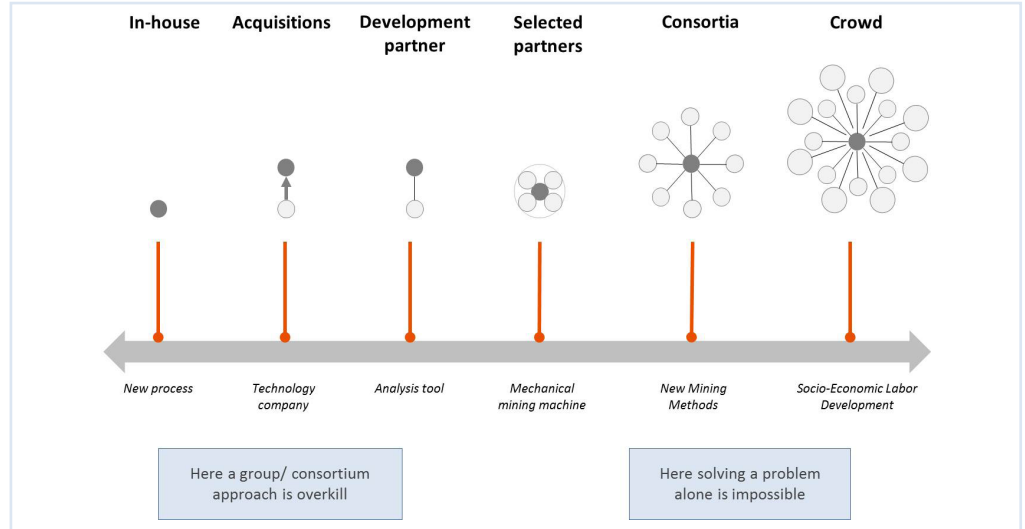 In-house
Acquisitions
Development
partner
Selected
partners
Consortia
Crowd
New process
Technology
company
Analysis tool
Mechanical
mining machine
New Mining
Methods
Socio-Economic Labor
Development
Here a group/ consortium
approach is overkill
Here solving a problem
alone is impossible